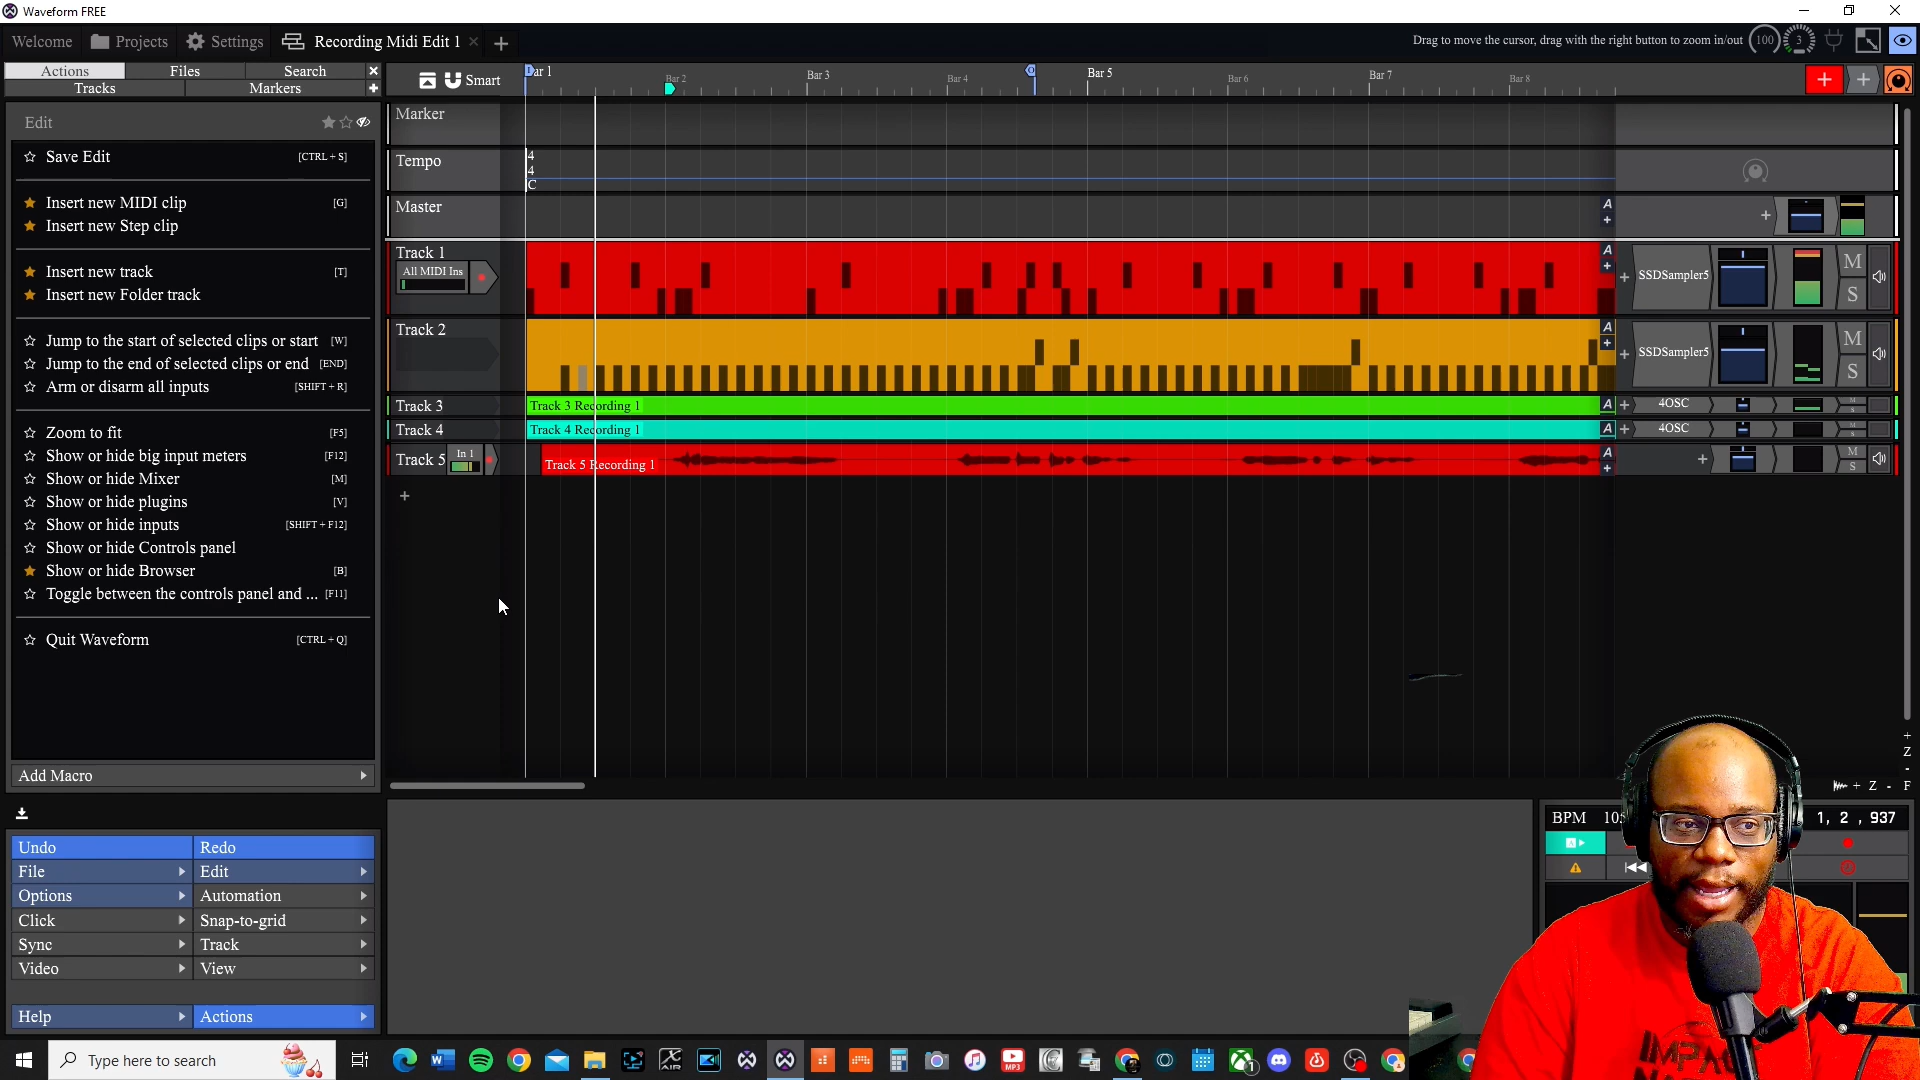 Waveform FREE
Welcome
Projects
Settings
Recording Midi Edit 1
Drag to move the cursor, drag with the right button to zoom in/out
100
3
Actions
Files
Search
Tracks
Markers
Smart
Bar 2
Bar 3
Bar 4
Bar 5
Bar 6
Bar 7
Bar 8
Edit
Save Edit [CTRL + S]
Insert new MIDI clip [G]
Insert new Step clip
Insert new track [T]
Insert new Folder track
Jump to the start of selected clips or start [W]
Jump to the end of selected clips or end [END]
Arm or disarm all inputs [SHIFT + R]
Zoom to fit [F5]
Show or hide big input meters [F12]
Show or hide Mixer [M]
Show or hide plugins [V]
Show or hide inputs [SHIFT + F12]
Show or hide Controls panel
Show or hide Browser [B]
Toggle between the controls panel and ... [F11]
Quit Waveform [CTRL + Q]
Add Macro
Marker
Tempo
4
4
C
Master
A
Track 1
All MIDI Ins
A
SSDSampler5
M
S
Track 2
A
SSDSampler5
M
S
Track 3
Track 3 Recording 1
A
4OSC
M
S
Track 4
Track 4 Recording 1
A
4OSC
M
S
Track 5
In 1
Track 5 Recording 1
A
M
S
+
Z
-
+ Z - F
Undo
Redo
File
Edit
Options
Automation
Click
Snap-to-grid
Sync
Track
Video
View
Help
Actions
BPM
1, 2 , 937
A
Type here to search
W
X AIR
MP3
1